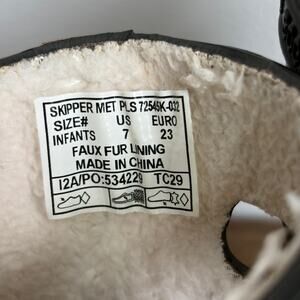 SKIPPER MET PLS 72549K-032
SIZE# US EURO
INFANTS 7 23
FAUX FUR LINING
MADE IN CHINA
12A/PO:534229 TC29